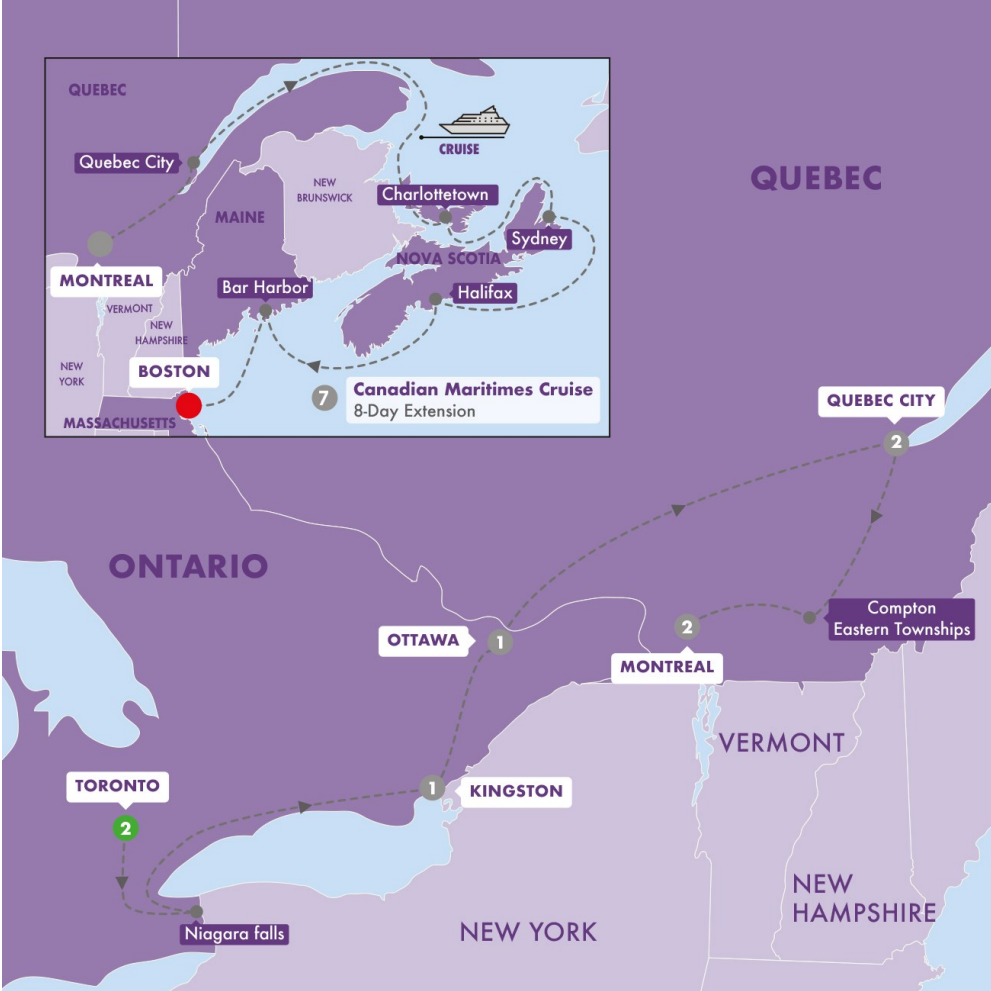 QUEBEC
Quebec City
CRUISE
NEW
BRUNSWICK
Charlottetown
MAINE
Sydney
NOVA SCOTIA
MONTREAL
Bar Harbor
Halifax
VERMONT
NEW
HAMPSHIRE
NEW
YORK
BOSTON
7
Canadian Maritimes Cruise
8-Day Extension
MASSACHUSETTS
QUEBEC
QUEBEC CITY
2
ONTARIO
Compton
Eastern Townships
OTTAWA
1
2
MONTREAL
VERMONT
TORONTO
2
1
KINGSTON
NEW
HAMPSHIRE
Niagara falls
NEW YORK